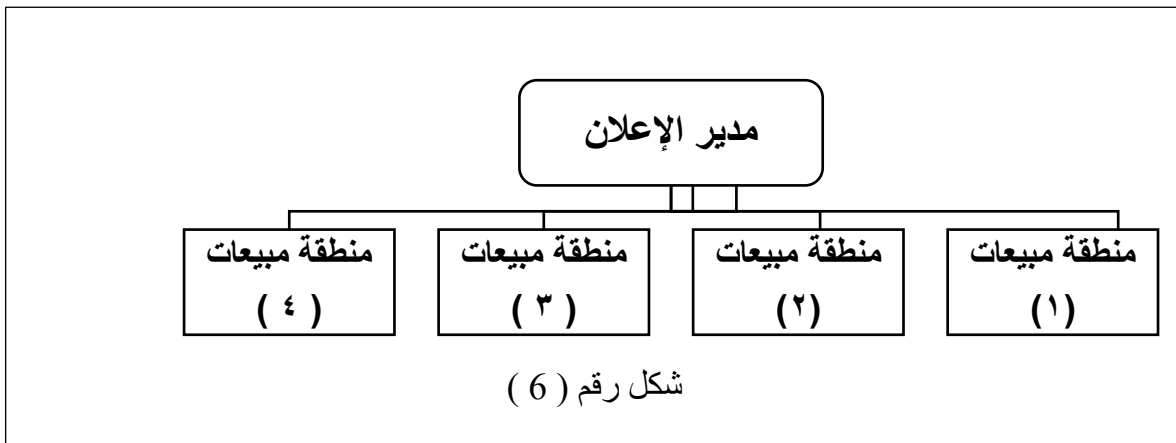 مدير الإعلان
منطقة مبيعات
(١)
منطقة مبيعات
(٢)
منطقة مبيعات
( ٣ )
منطقة مبيعات
( ٤ )
شكل رقم ( 6 )